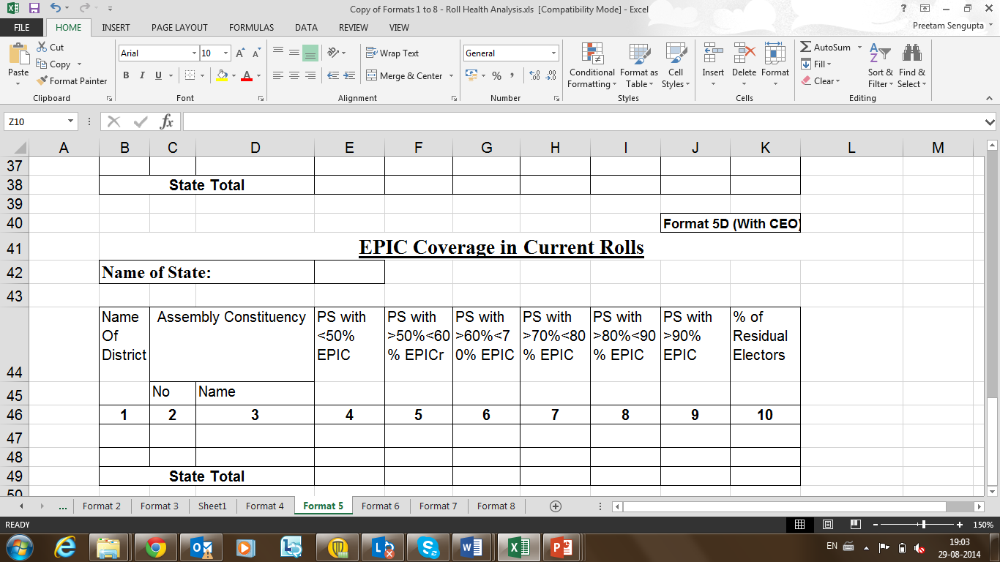 Copy of Formats 1 to 8 - Roll Health Analysis.xls [Compatibility Mode] - Excel
FILE HOME INSERT PAGE LAYOUT FORMULAS DATA REVIEW VIEW Preetam Sengupta
Paste
Cut
Copy
Format Painter
Clipboard
Arial 10
B I U
Font
Wrap Text
Merge & Center
Alignment
General
Number
Conditional Formatting
Format as Table
Cell Styles
Styles
Insert Delete Format
Cells
AutoSum
Fill
Clear
Sort & Filter
Find & Select
Editing
Z10 fx
A B C D E F G H I J K L M
37
38 State Total
39
40 Format 5D (With CEO)
41 EPIC Coverage in Current Rolls
42 Name of State:
43
44
Name Of District
Assembly Constituency
PS with <50% EPIC
PS with >50%<60% EPICr
PS with >60%<70% EPIC
PS with >70%<80% EPIC
PS with >80%<90% EPIC
PS with >90% EPIC
% of Residual Electors
45 No Name
46 1 2 3 4 5 6 7 8 9 10
47
48
49 State Total
50
... Format 2 Format 3 Sheet1 Format 4 Format 5 Format 6 Format 7 Format 8
READY 150%
EN 19:03
29-08-2014